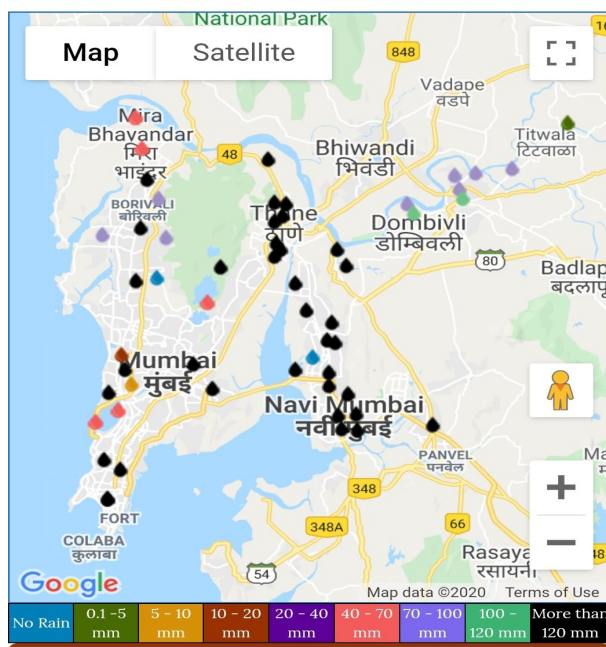 National Park
Map
Satellite
848
16
Vadape
वडपे
Mira
Bhayandar
मिरा
भाइंदर
48
Bhiwandi
भिवंडी
Titwala
टिटवाळा
BORIVALI
बोरिवली
Thane
ठाणे
Dombivli
डोम्बिवली
80
Badlap
बदलापू
Mumbai
मुंबई
Navi Mumbai
नवी मुंबई
PANVEL
पनवेल
Ma
348
FORT
348A
66
48
COLABA
कुलाबा
Rasaya
रसायनी
54
Google
Map data ©2020
Terms of Use
No Rain
0.1 -5
mm
5 - 10
mm
10 - 20
mm
20 - 40
mm
40 - 70
mm
70 - 100
mm
100 -
120 mm
More than
120 mm